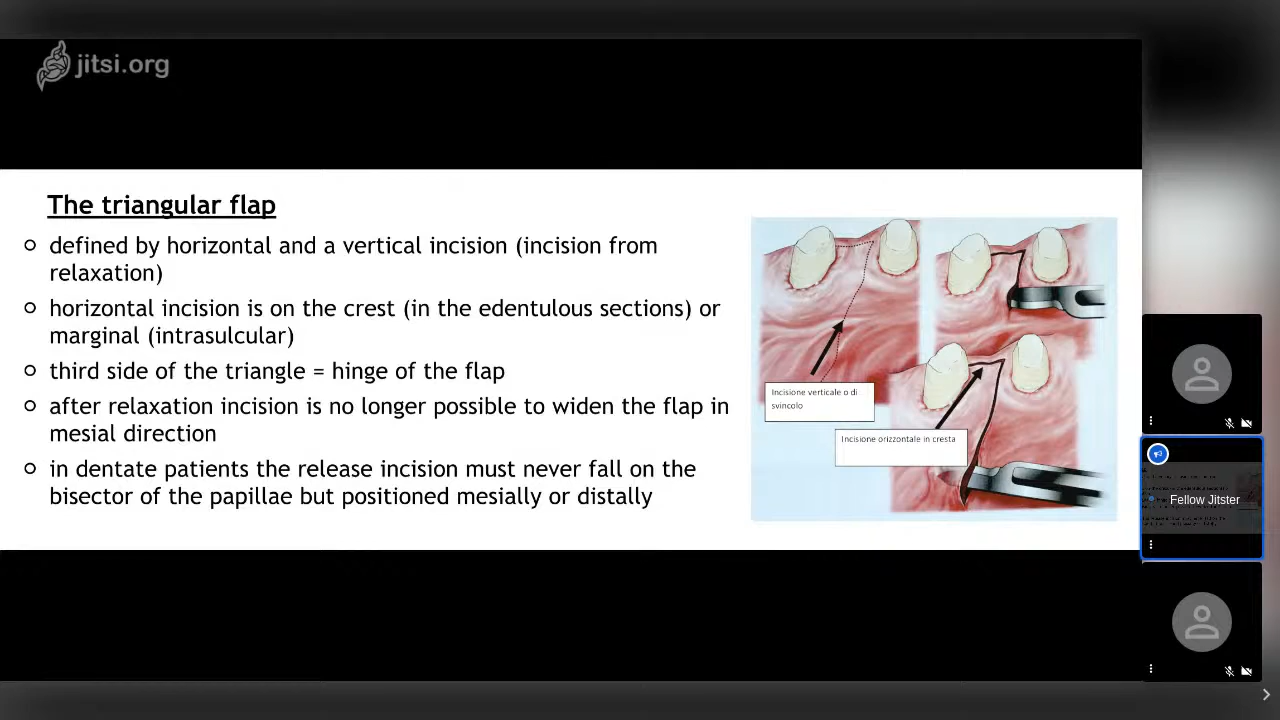 jitsi.org
The triangular flap
defined by horizontal and a vertical incision (incision from
relaxation)
horizontal incision is on the crest (in the edentulous sections) or
marginal (intrasulcular)
third side of the triangle = hinge of the flap
after relaxation incision is no longer possible to widen the flap in
mesial direction
in dentate patients the release incision must never fall on the
bisector of the papillae but positioned mesially or distally
Incisione verticale o di
svincolo
Incisione orizzontale in cresta
Fellow Jitster